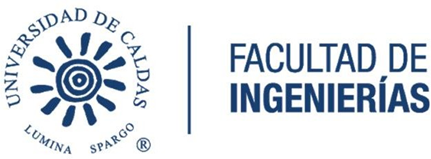 UNIVERSIDAD DE CALDAS
LUMINA SPARGO
®
FACULTAD DE
INGENIERÍAS